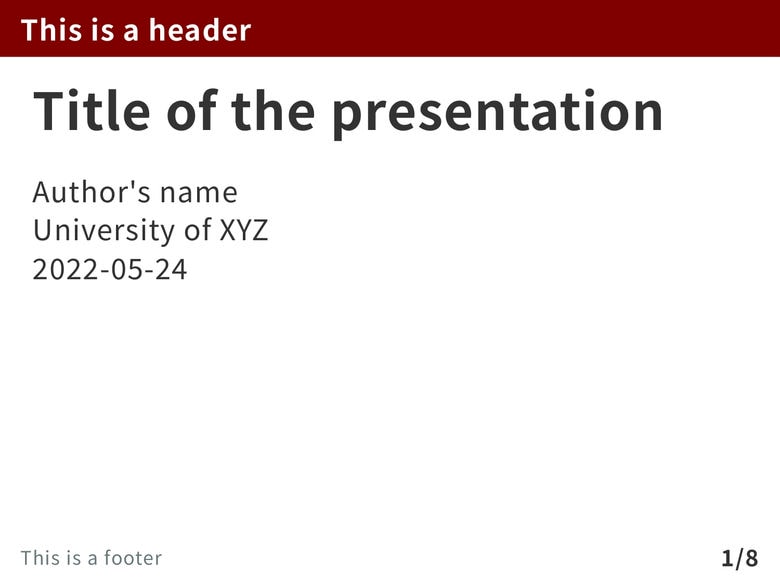 This is a header
Title of the presentation
Author's name
University of XYZ
2022-05-24
This is a footer
1/8